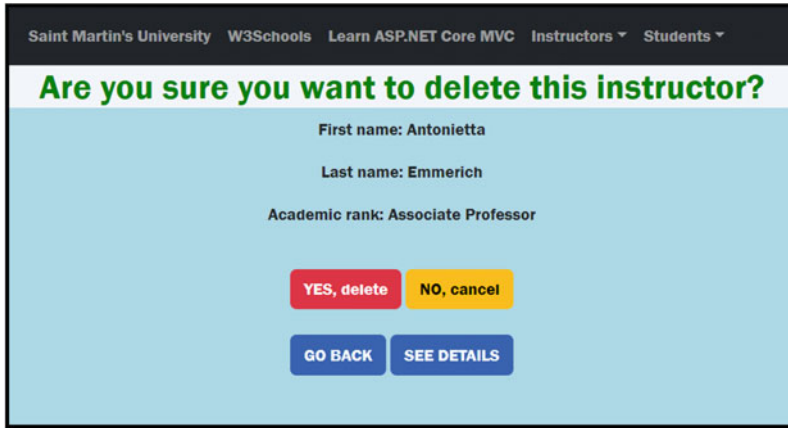 Saint Martin's University W3Schools Learn ASP.NET Core MVC Instructors Students
Are you sure you want to delete this instructor?
First name: Antonietta
Last name: Emmerich
Academic rank: Associate Professor
YES, delete NO, cancel
GO BACK SEE DETAILS